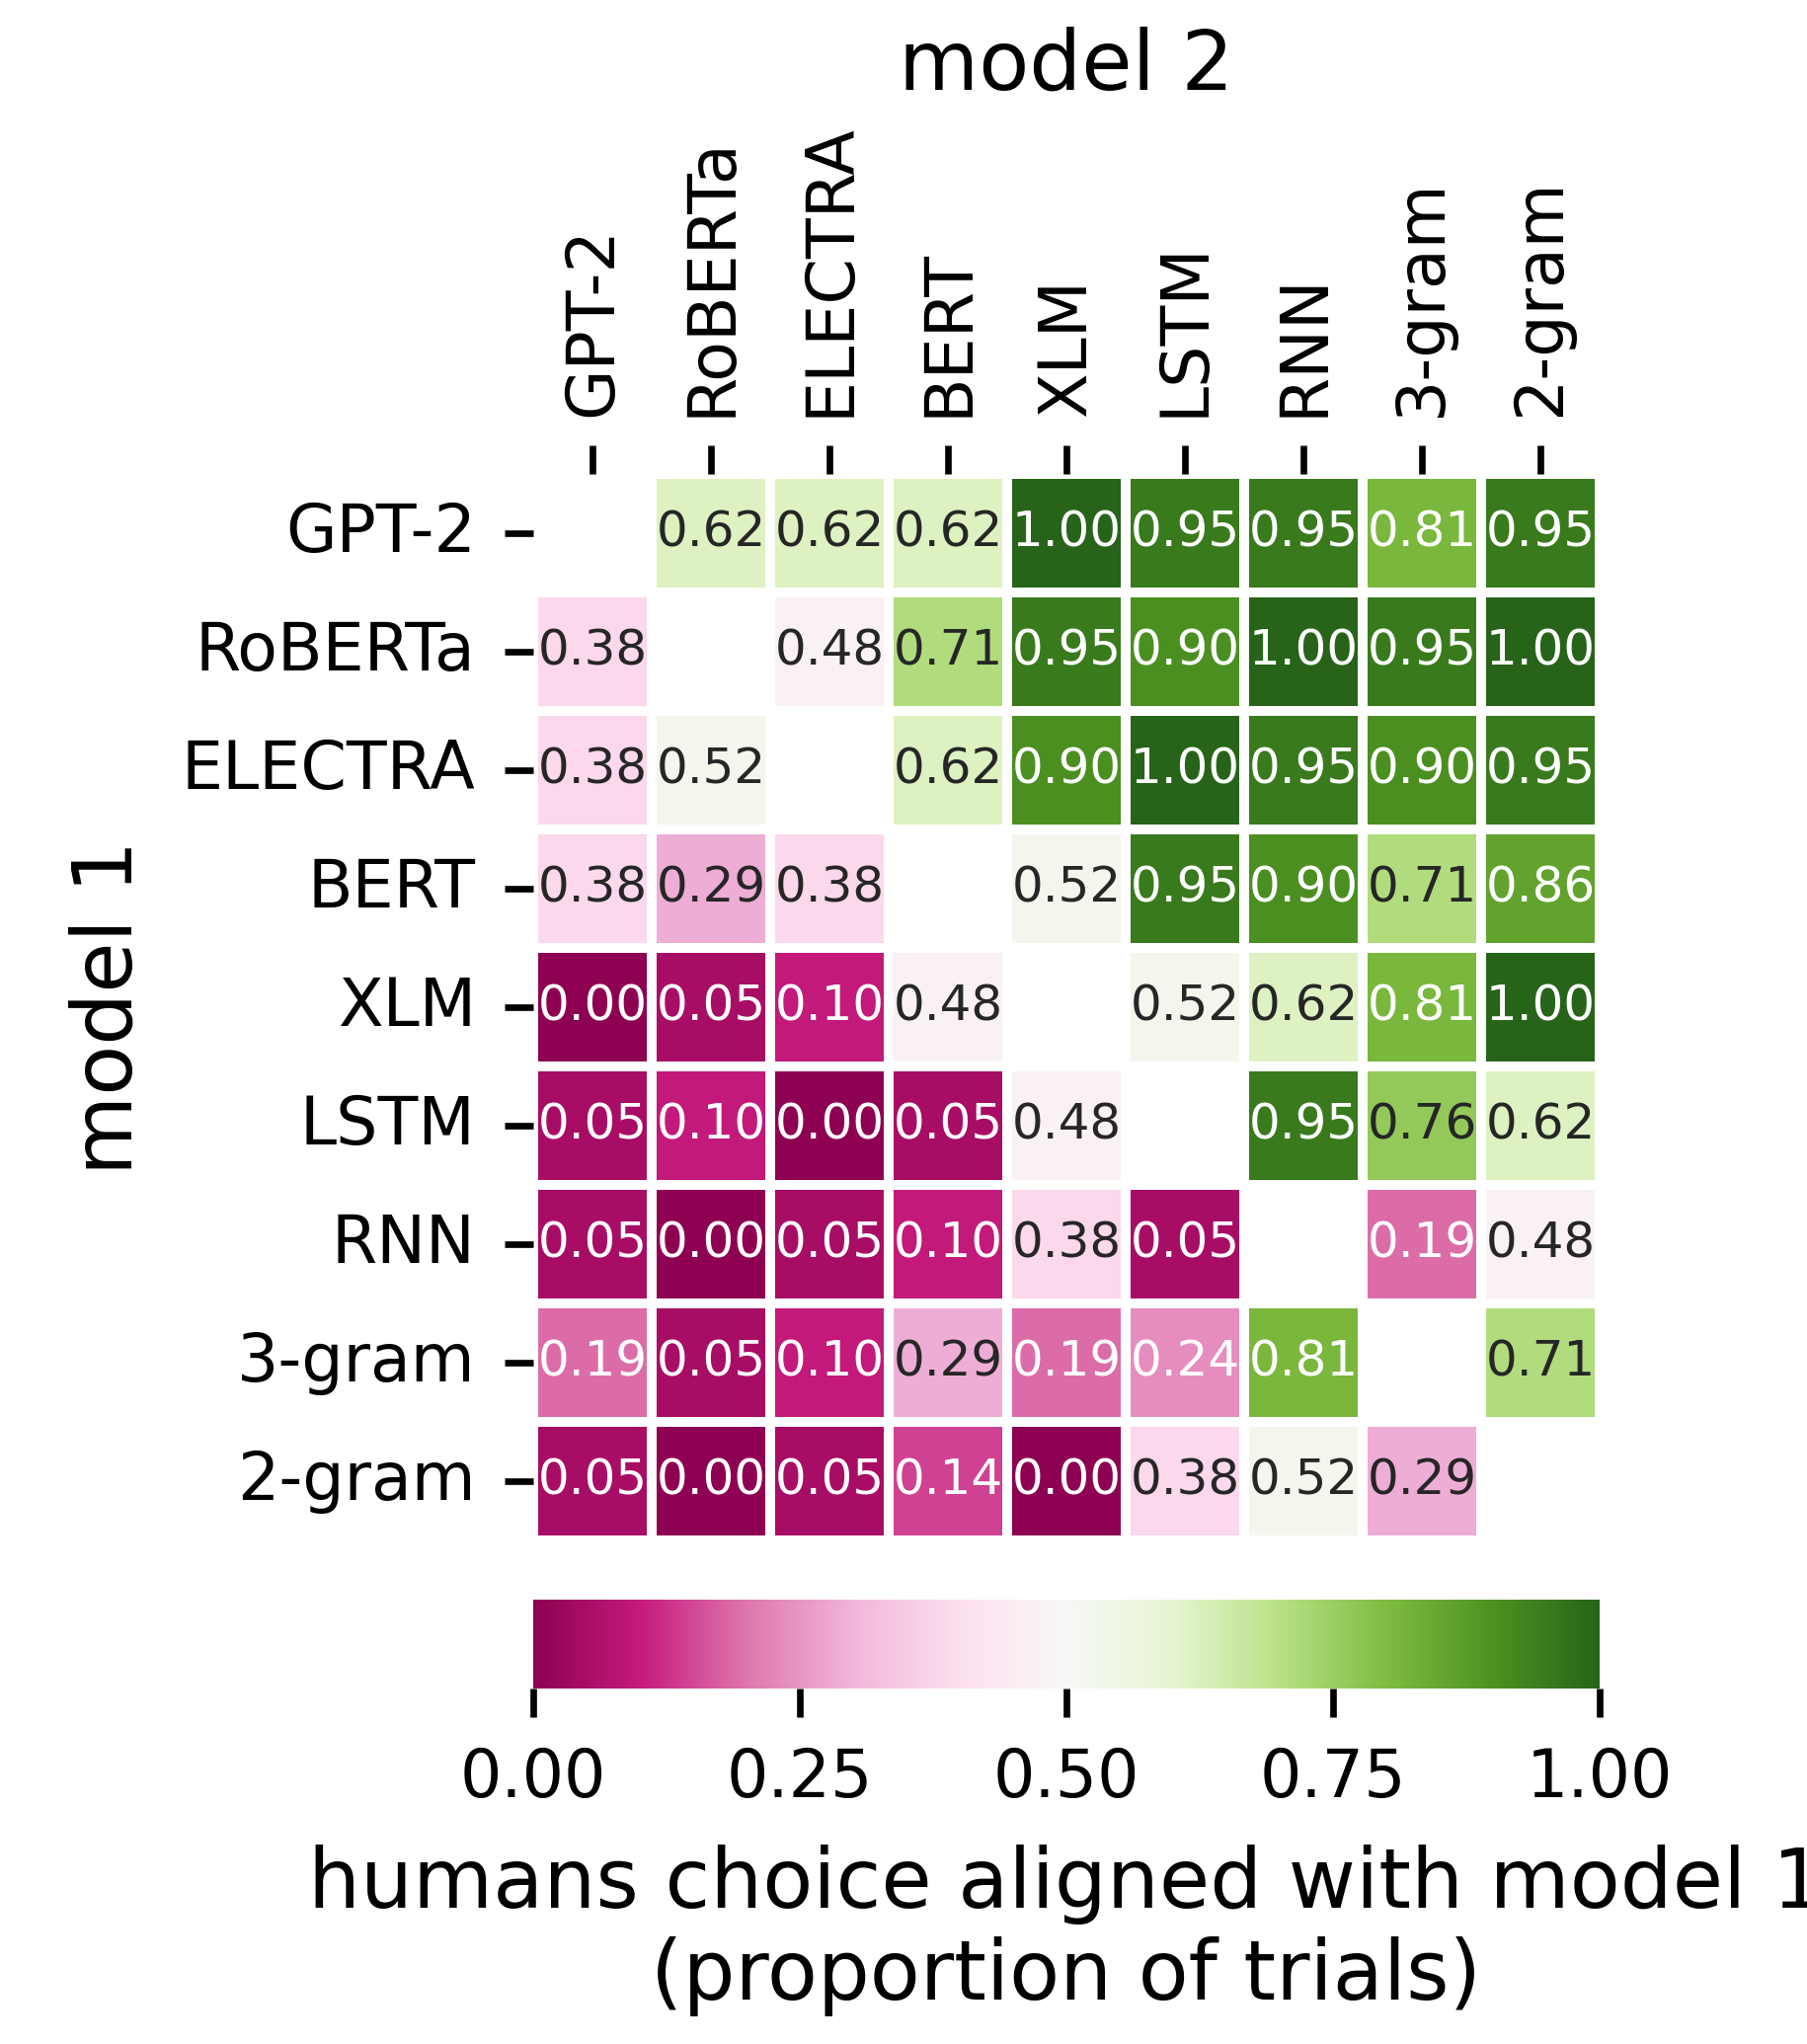 model 2
GPT-2 RoBERTa ELECTRA BERT XLM LSTM RNN 3-gram 2-gram
model 1
GPT-2 0.62 0.62 0.62 1.00 0.95 0.95 0.81 0.95
RoBERTa 0.38 0.48 0.71 0.95 0.90 1.00 0.95 1.00
ELECTRA 0.38 0.52 0.62 0.90 1.00 0.95 0.90 0.95
BERT 0.38 0.29 0.38 0.52 0.95 0.90 0.71 0.86
XLM 0.00 0.05 0.10 0.48 0.52 0.62 0.81 1.00
LSTM 0.05 0.10 0.00 0.05 0.48 0.95 0.76 0.62
RNN 0.05 0.00 0.05 0.10 0.38 0.05 0.19 0.48
3-gram 0.19 0.05 0.10 0.29 0.19 0.24 0.81 0.71
2-gram 0.05 0.00 0.05 0.14 0.00 0.38 0.52 0.29
0.00 0.25 0.50 0.75 1.00
humans choice aligned with model 1
(proportion of trials)